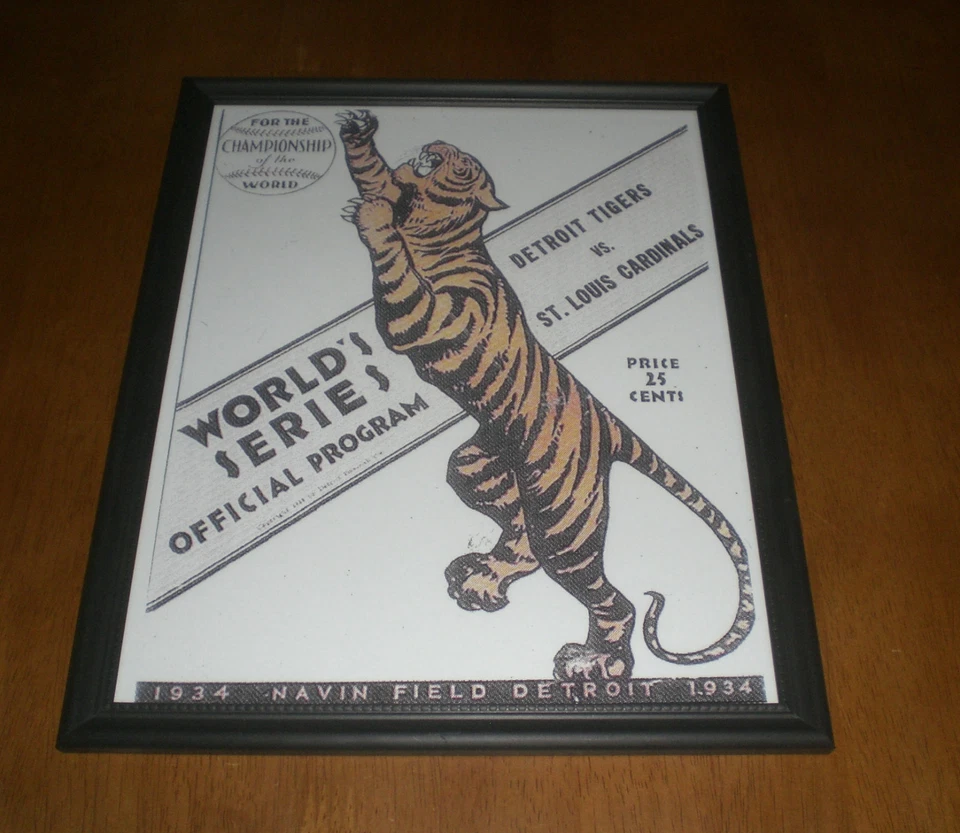 FOR THE
CHAMPIONSHIP
of the
WORLD
DETROIT TIGERS
VS.
ST. LOUIS CARDINALS
WORLD'S
SERIES
OFFICIAL PROGRAM
PRICE
25
CENTS
1934 NAVIN FIELD DETROIT 1934